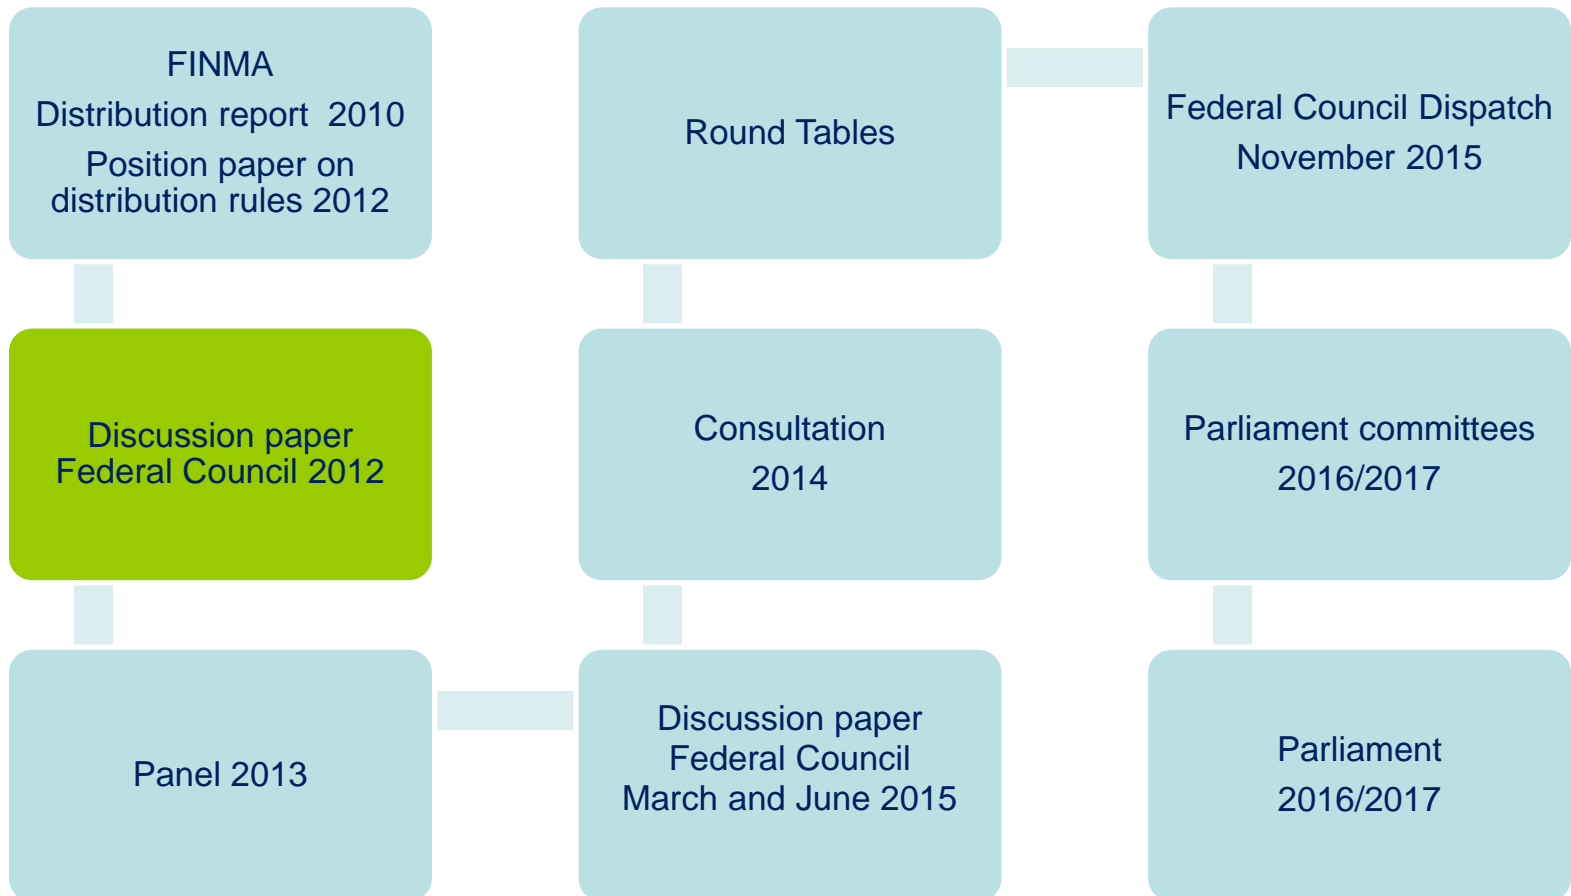 FINMA
Distribution report 2010
Position paper on
distribution rules 2012
Discussion paper
Federal Council 2012
Panel 2013
Discussion paper
Federal Council
March and June 2015
Consultation
2014
Round Tables
Federal Council Dispatch
November 2015
Parliament committees
2016/2017
Parliament
2016/2017